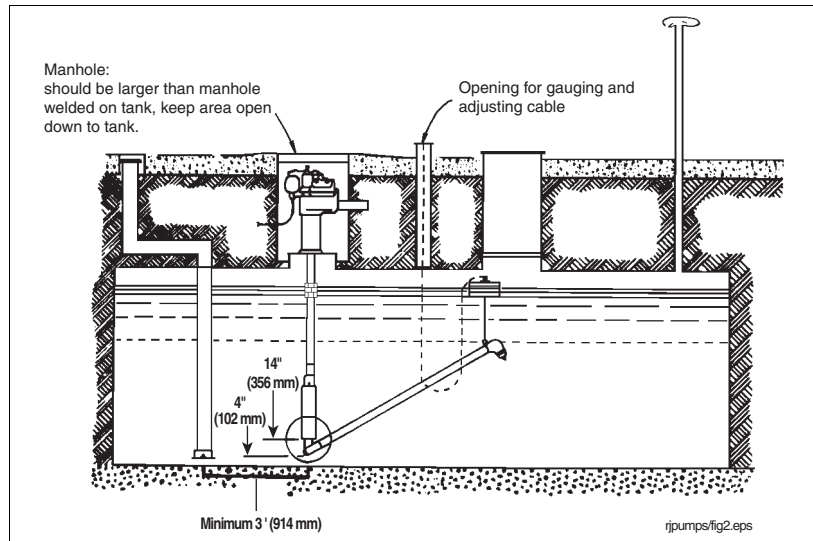 Manhole:
should be larger than manhole
welded on tank, keep area open
down to tank.
Opening for gauging and
adjusting cable
14"
(356 mm)
4"
(102 mm)
Minimum 3 ' (914 mm)
rjpumps/fig2.eps